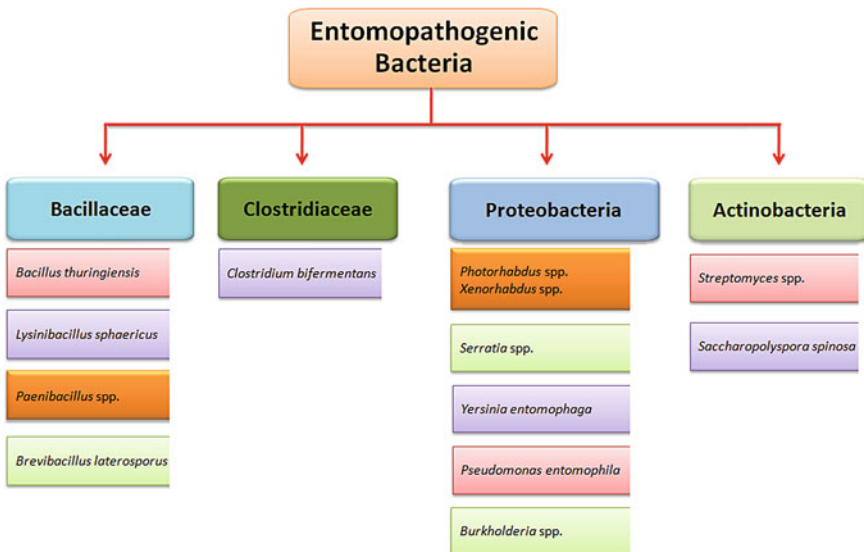 Entomopathogenic
Bacteria
Bacillaceae
Bacillus thuringiensis
Lysinibacillus sphaericus
Paenibacillus spp.
Brevibacillus laterosporus
Clostridiaceae
Clostridium bifermentans
Proteobacteria
Photorhabdus spp.
Xenorhabdus spp.
Serratia spp.
Yersinia entomophaga
Pseudomonas entomophila
Burkholderia spp.
Actinobacteria
Streptomyces spp.
Saccharopolyspora spinosa